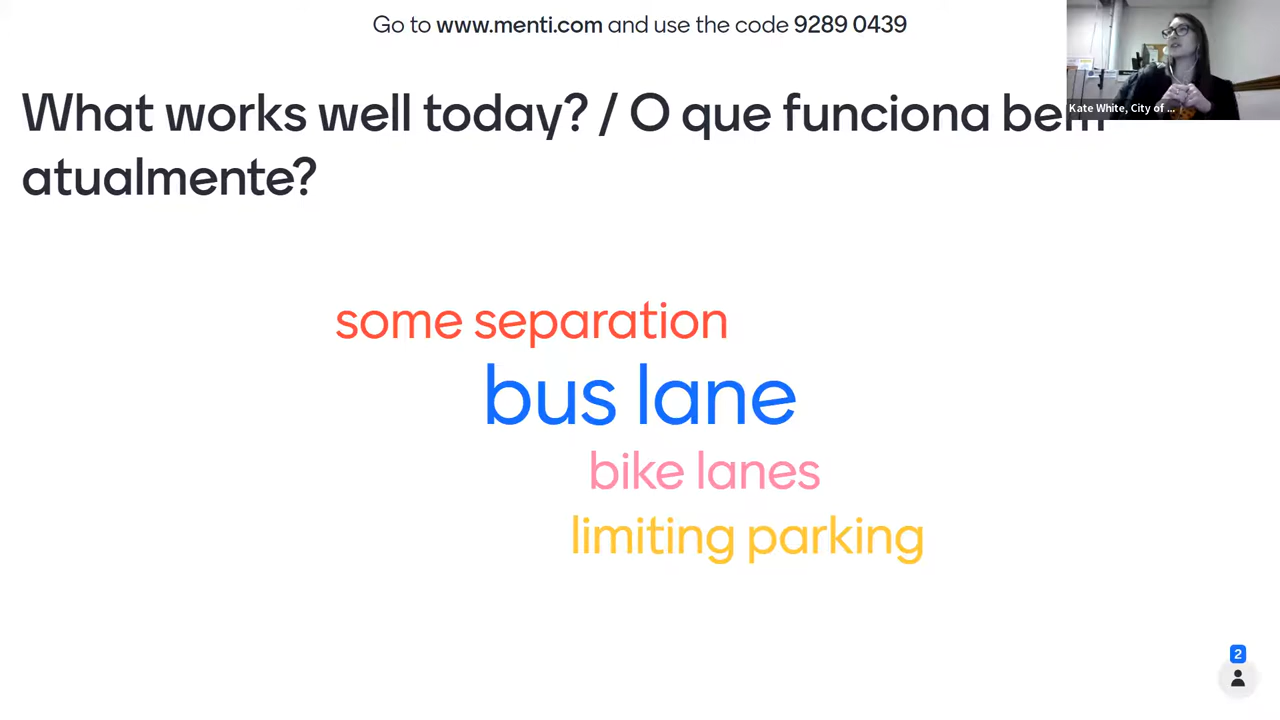 Go to www.menti.com and use the code 9289 0439
Kate White, City of ...
What works well today? / O que funciona bem
atualmente?
some separation
bus lane
bike lanes
limiting parking
2